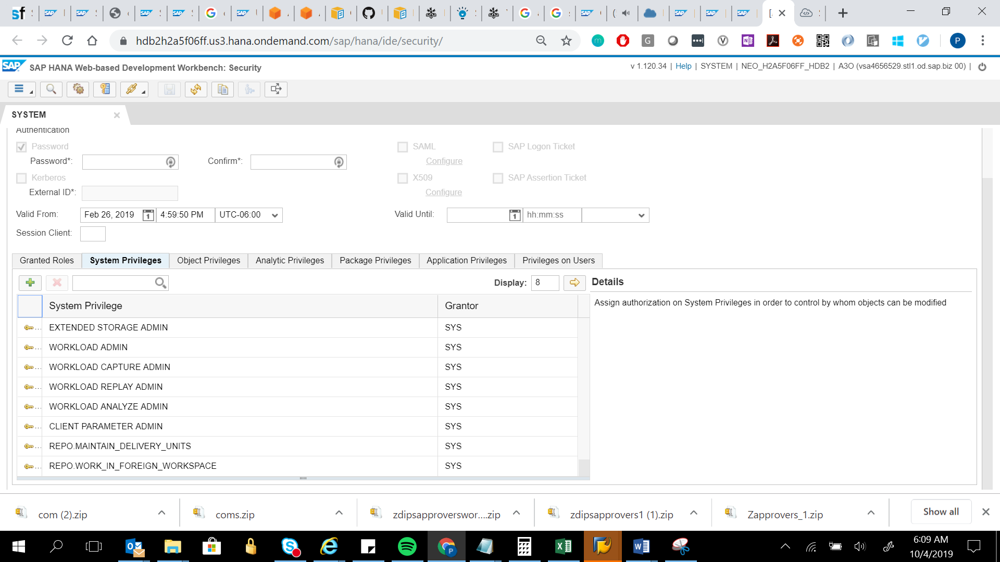 hdb2h2a5f06ff.us3.hana.ondemand.com/sap/hana/ide/security/
SAP SAP HANA Web-based Development Workbench: Security
v 1.120.34 | Help | SYSTEM | NEO_H2A5F06FF_HDB2 | A3O (vsa4656529.stl1.od.sap.biz 00) |
SYSTEM
Authentication
Password
SAML
SAP Logon Ticket
Password*:
Confirm*:
Configure
Kerberos
X509
SAP Assertion Ticket
External ID*:
Configure
Valid From: Feb 26, 2019 4:59:50 PM UTC-06:00
Valid Until: hh:mm:ss
Session Client:
Granted Roles System Privileges Object Privileges Analytic Privileges Package Privileges Application Privileges Privileges on Users
Display: 8
Details
System Privilege Grantor
Assign authorization on System Privileges in order to control by whom objects can be modified
EXTENDED STORAGE ADMIN SYS
WORKLOAD ADMIN SYS
WORKLOAD CAPTURE ADMIN SYS
WORKLOAD REPLAY ADMIN SYS
WORKLOAD ANALYZE ADMIN SYS
CLIENT PARAMETER ADMIN SYS
REPO.MAINTAIN_DELIVERY_UNITS SYS
REPO.WORK_IN_FOREIGN_WORKSPACE SYS
com (2).zip
coms.zip
zdipsapproverswor....zip
zdipsapprovers1 (1).zip
Zapprovers_1.zip
Show all
6:09 AM
10/4/2019